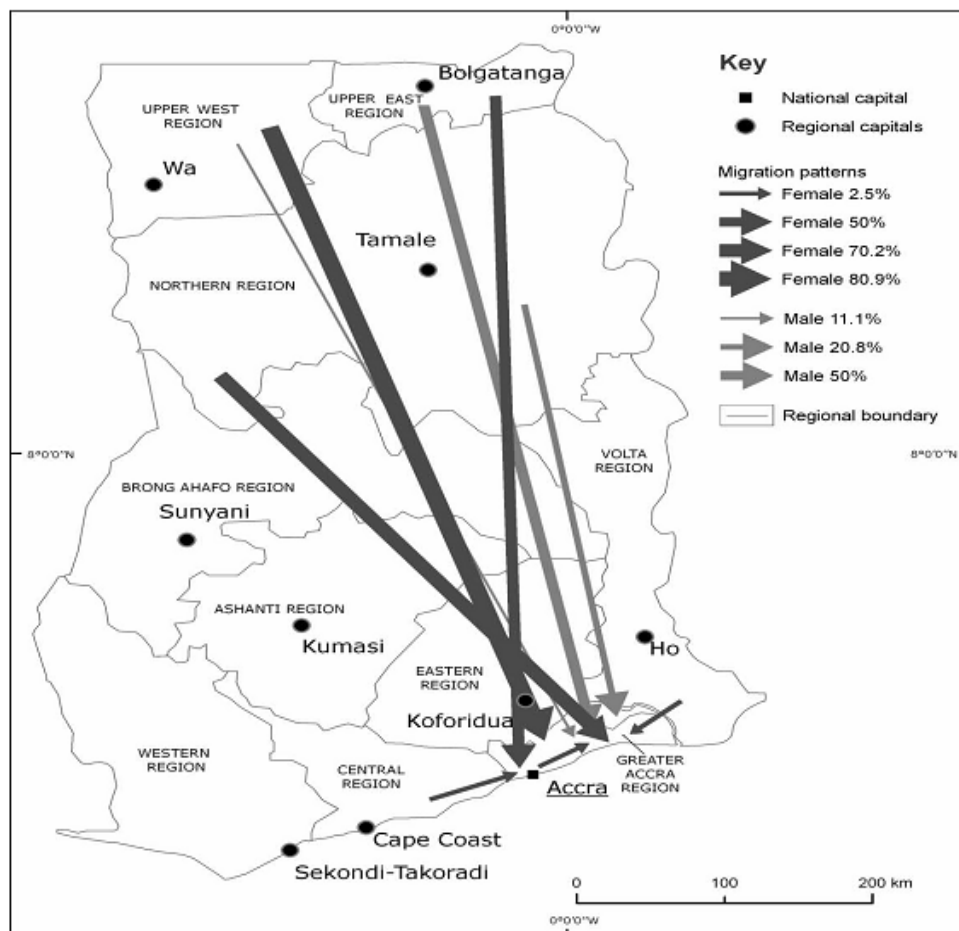 0°0'0"W
Bolgatanga
UPPER WEST
REGION
UPPER EAST
REGION
Wa
Tamale
NORTHERN REGION
Key
National capital
Regional capitals
Migration patterns
Female 2.5%
Female 50%
Female 70.2%
Female 80.9%
Male 11.1%
Male 20.8%
Male 50%
Regional boundary
8°0'0"N
8°0'0"N
VOLTA
REGION
BRONG AHAFO REGION
Sunyani
ASHANTI REGION
Kumasi
Ho
EASTERN
REGION
Koforidua
WESTERN
REGION
CENTRAL
REGION
GREATER
ACCRA
REGION
Accra
Cape Coast
Sekondi-Takoradi
0 100 200 km
0°0'0"W